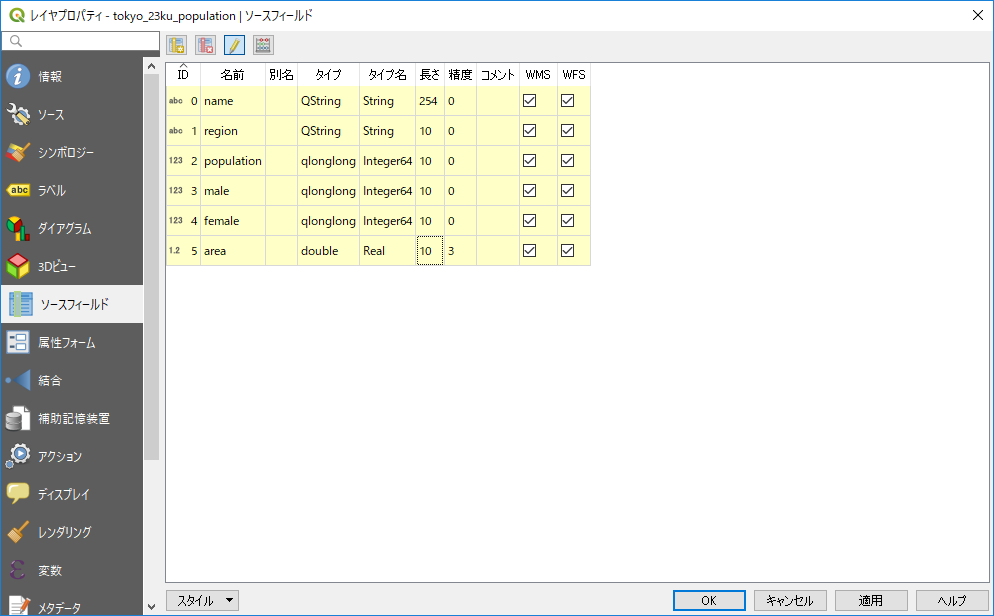 レイヤプロパティ - tokyo_23ku_population | ソースフィールド
情報
ソース
シンボロジー
abc ラベル
ダイアグラム
3Dビュー
ソースフィールド
属性フォーム
結合
補助記憶装置
アクション
ディスプレイ
レンダリング
変数
メタデータ
ID 名前 別名 タイプ タイプ名 長さ 精度 コメント WMS WFS
abc 0 name QString String 254 0
abc 1 region QString String 10 0
123 2 population qlonglong Integer64 10 0
123 3 male qlonglong Integer64 10 0
123 4 female qlonglong Integer64 10 0
1.2 5 area double Real 10 3
スタイル OK キャンセル 適用 ヘルプ